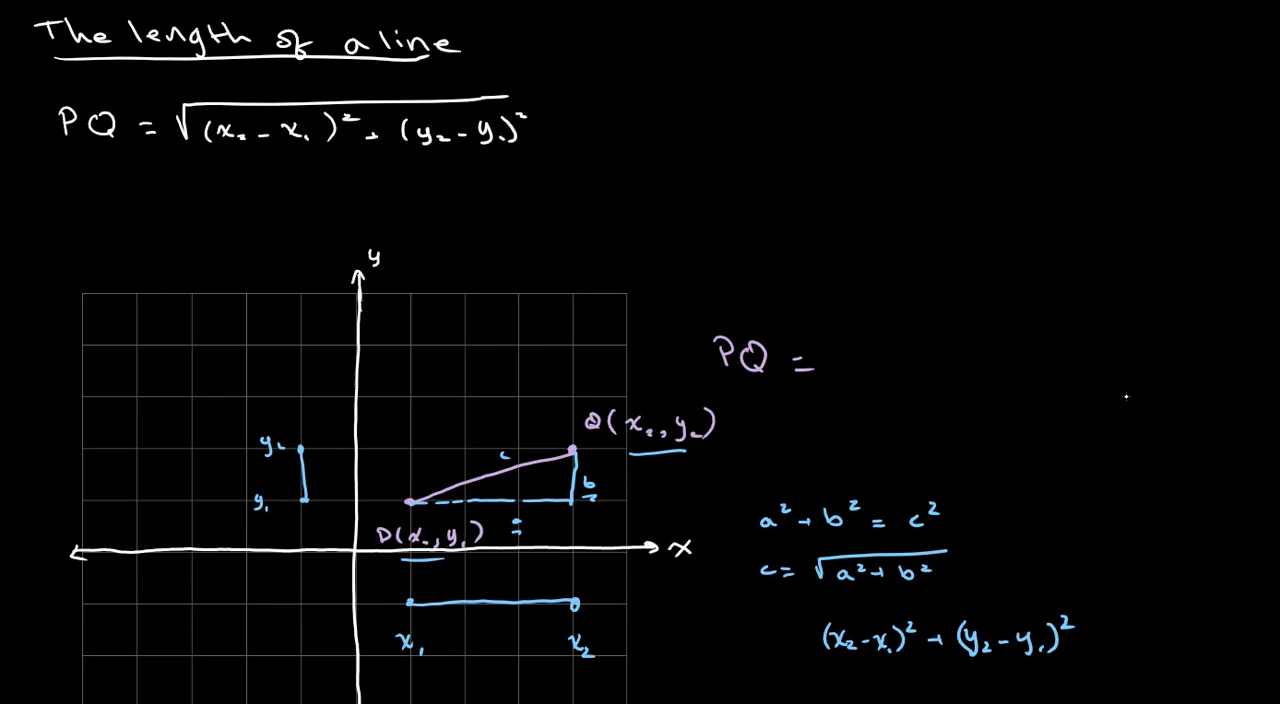 The length of a line
PQ = √(x₂ - x₁)² + (y₂ - y₁)²
y
PQ =
Q(x₂, y₂)
y₂
c
b
y₁
a² + b² = c²
P(x₁, y₁)
x
c = √a² + b²
(x₂ - x₁)² + (y₂ - y₁)²
x₁
x₂